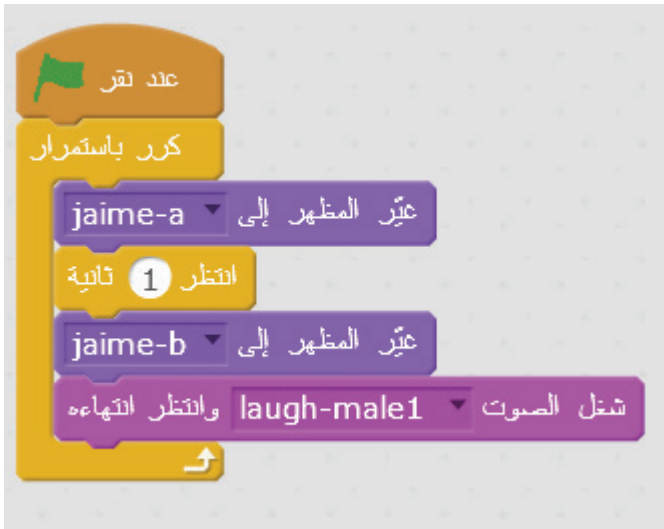 عند نقر
كرر باستمرار
غيّر المظهر إلى jaime-a
انتظر 1 ثانية
غيّر المظهر إلى jaime-b
شغل الصوت laugh-male1 وانتظر انتهاءه